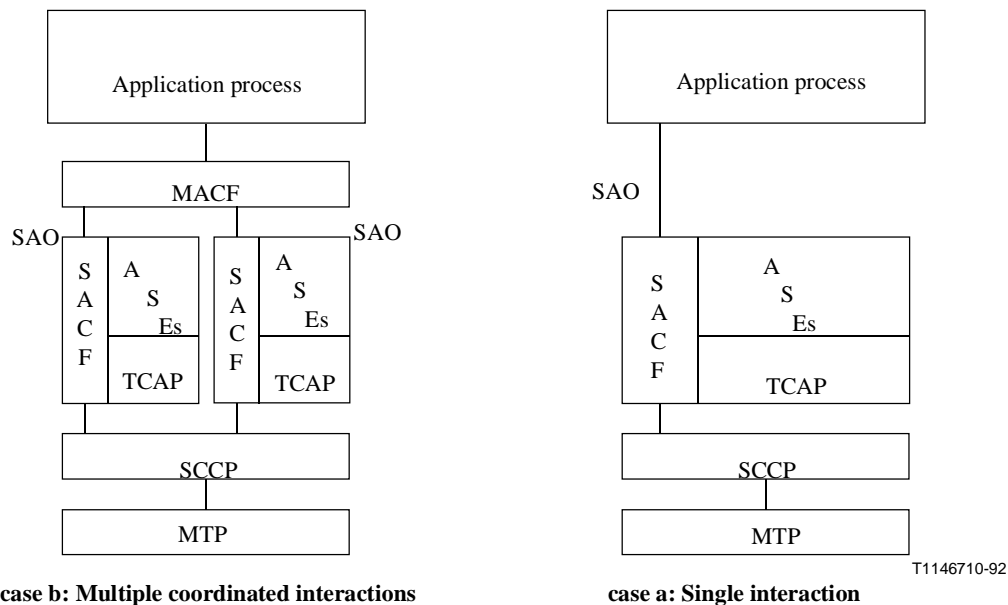 Application process
MACF
SAO
SAO
S
A
C
F
A
S
Es
TCAP
S
A
C
F
A
S
Es
TCAP
SCCP
MTP
case b: Multiple coordinated interactions
Application process
SAO
S
A
C
F
A
S
Es
TCAP
SCCP
MTP
T1146710-92
case a: Single interaction